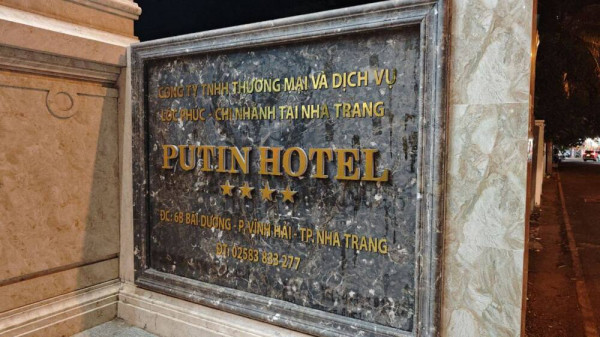 CÔNG TY TNHH THƯƠNG MẠI VÀ DỊCH VỤ
LỘC PHÚC - CHI NHÁNH TẠI NHA TRANG
PUTIN HOTEL
ĐC: 6B BÃI DƯƠNG - P. VĨNH HẢI - TP. NHA TRANG
ĐT: 02583 833 277